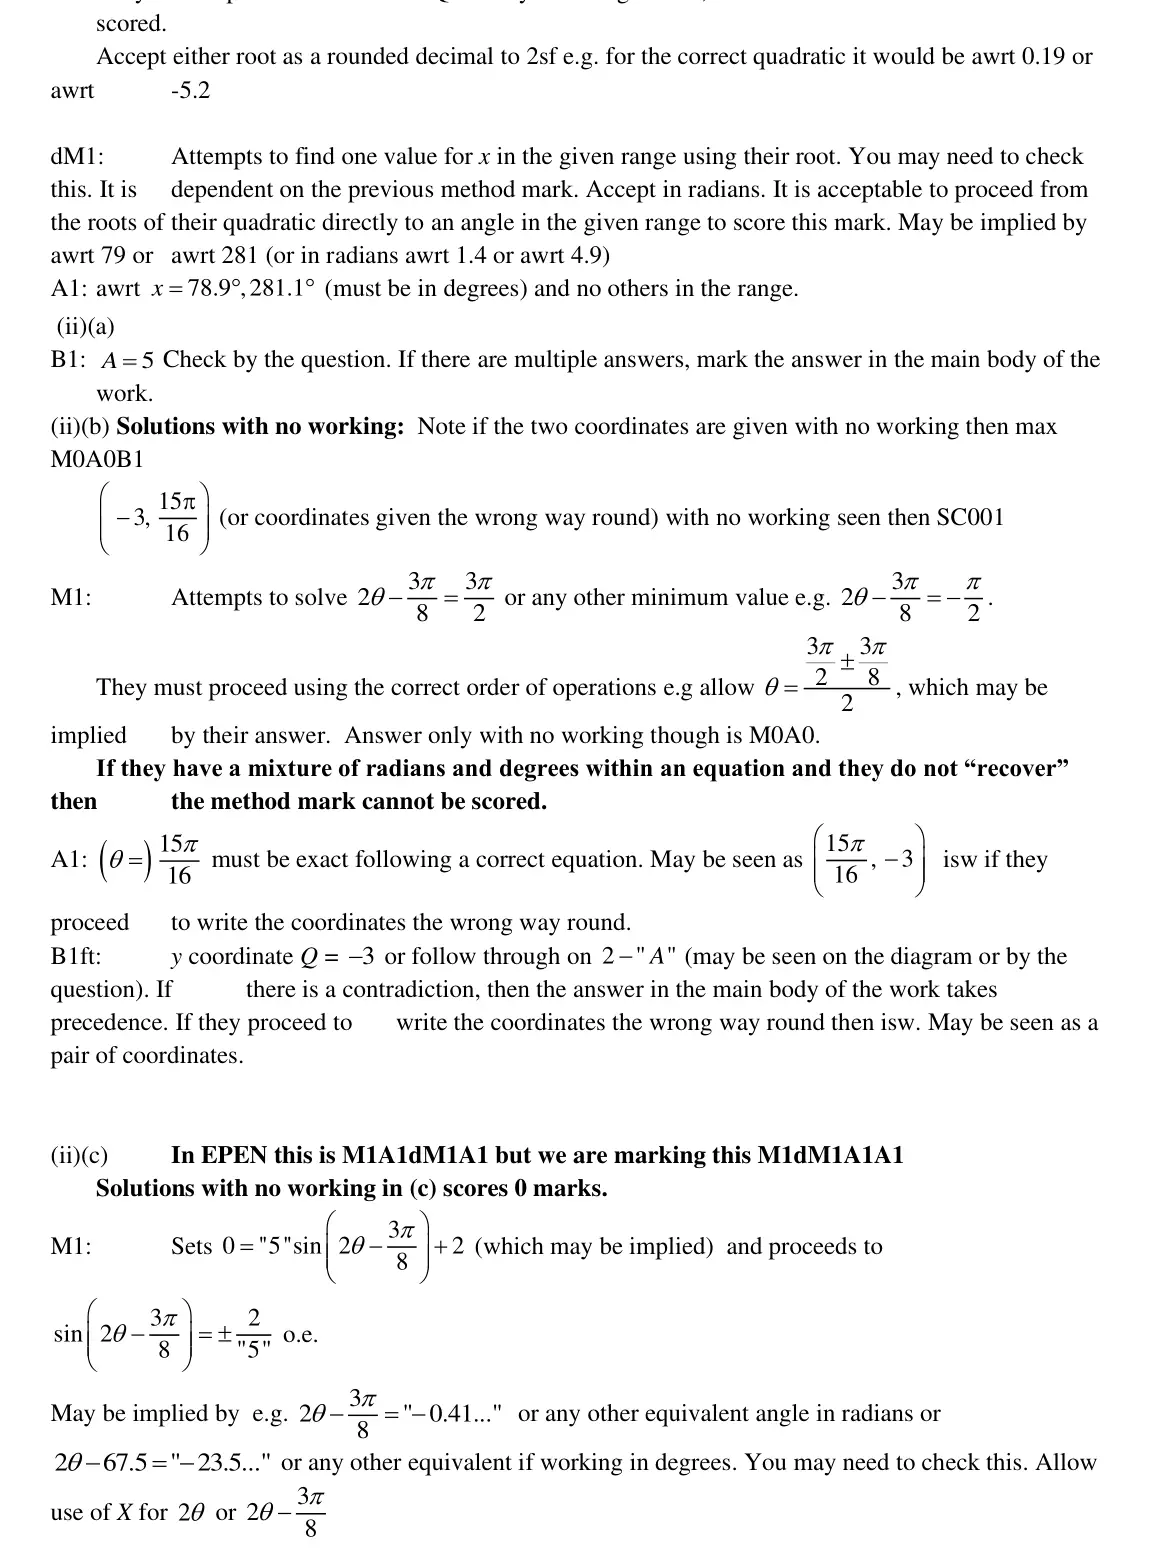 scored.
Accept either root as a rounded decimal to 2sf e.g. for the correct quadratic it would be awrt 0.19 or
awrt -5.2
dM1: Attempts to find one value for x in the given range using their root. You may need to check
this. It is dependent on the previous method mark. Accept in radians. It is acceptable to proceed from
the roots of their quadratic directly to an angle in the given range to score this mark. May be implied by
awrt 79 or awrt 281 (or in radians awrt 1.4 or awrt 4.9)
A1: awrt x = 78.9°, 281.1° (must be in degrees) and no others in the range.
(ii)(a)
B1: A = 5 Check by the question. If there are multiple answers, mark the answer in the main body of the
work.
(ii)(b) Solutions with no working: Note if the two coordinates are given with no working then max
M0A0B1
(−3, 15π/16) (or coordinates given the wrong way round) with no working seen then SC001
M1: Attempts to solve 2θ − 3π/8 = 3π/2 or any other minimum value e.g. 2θ − 3π/8 = −π/2.
They must proceed using the correct order of operations e.g allow θ = (3π/2 ± 3π/8)/2, which may be
implied by their answer. Answer only with no working though is M0A0.
If they have a mixture of radians and degrees within an equation and they do not “recover”
then the method mark cannot be scored.
A1: (θ =) 15π/16 must be exact following a correct equation. May be seen as (15π/16, −3) isw if they
proceed to write the coordinates the wrong way round.
B1ft: y coordinate Q = −3 or follow through on 2 − "A" (may be seen on the diagram or by the
question). If there is a contradiction, then the answer in the main body of the work takes
precedence. If they proceed to write the coordinates the wrong way round then isw. May be seen as a
pair of coordinates.
(ii)(c) In EPEN this is M1A1dM1A1 but we are marking this M1dM1A1A1
Solutions with no working in (c) scores 0 marks.
M1: Sets 0 = "5"sin(2θ − 3π/8) + 2 (which may be implied) and proceeds to
sin(2θ − 3π/8) = ± 2/"5" o.e.
May be implied by e.g. 2θ − 3π/8 = "−0.41..." or any other equivalent angle in radians or
2θ − 67.5 = "−23.5..." or any other equivalent if working in degrees. You may need to check this. Allow
use of X for 2θ or 2θ − 3π/8